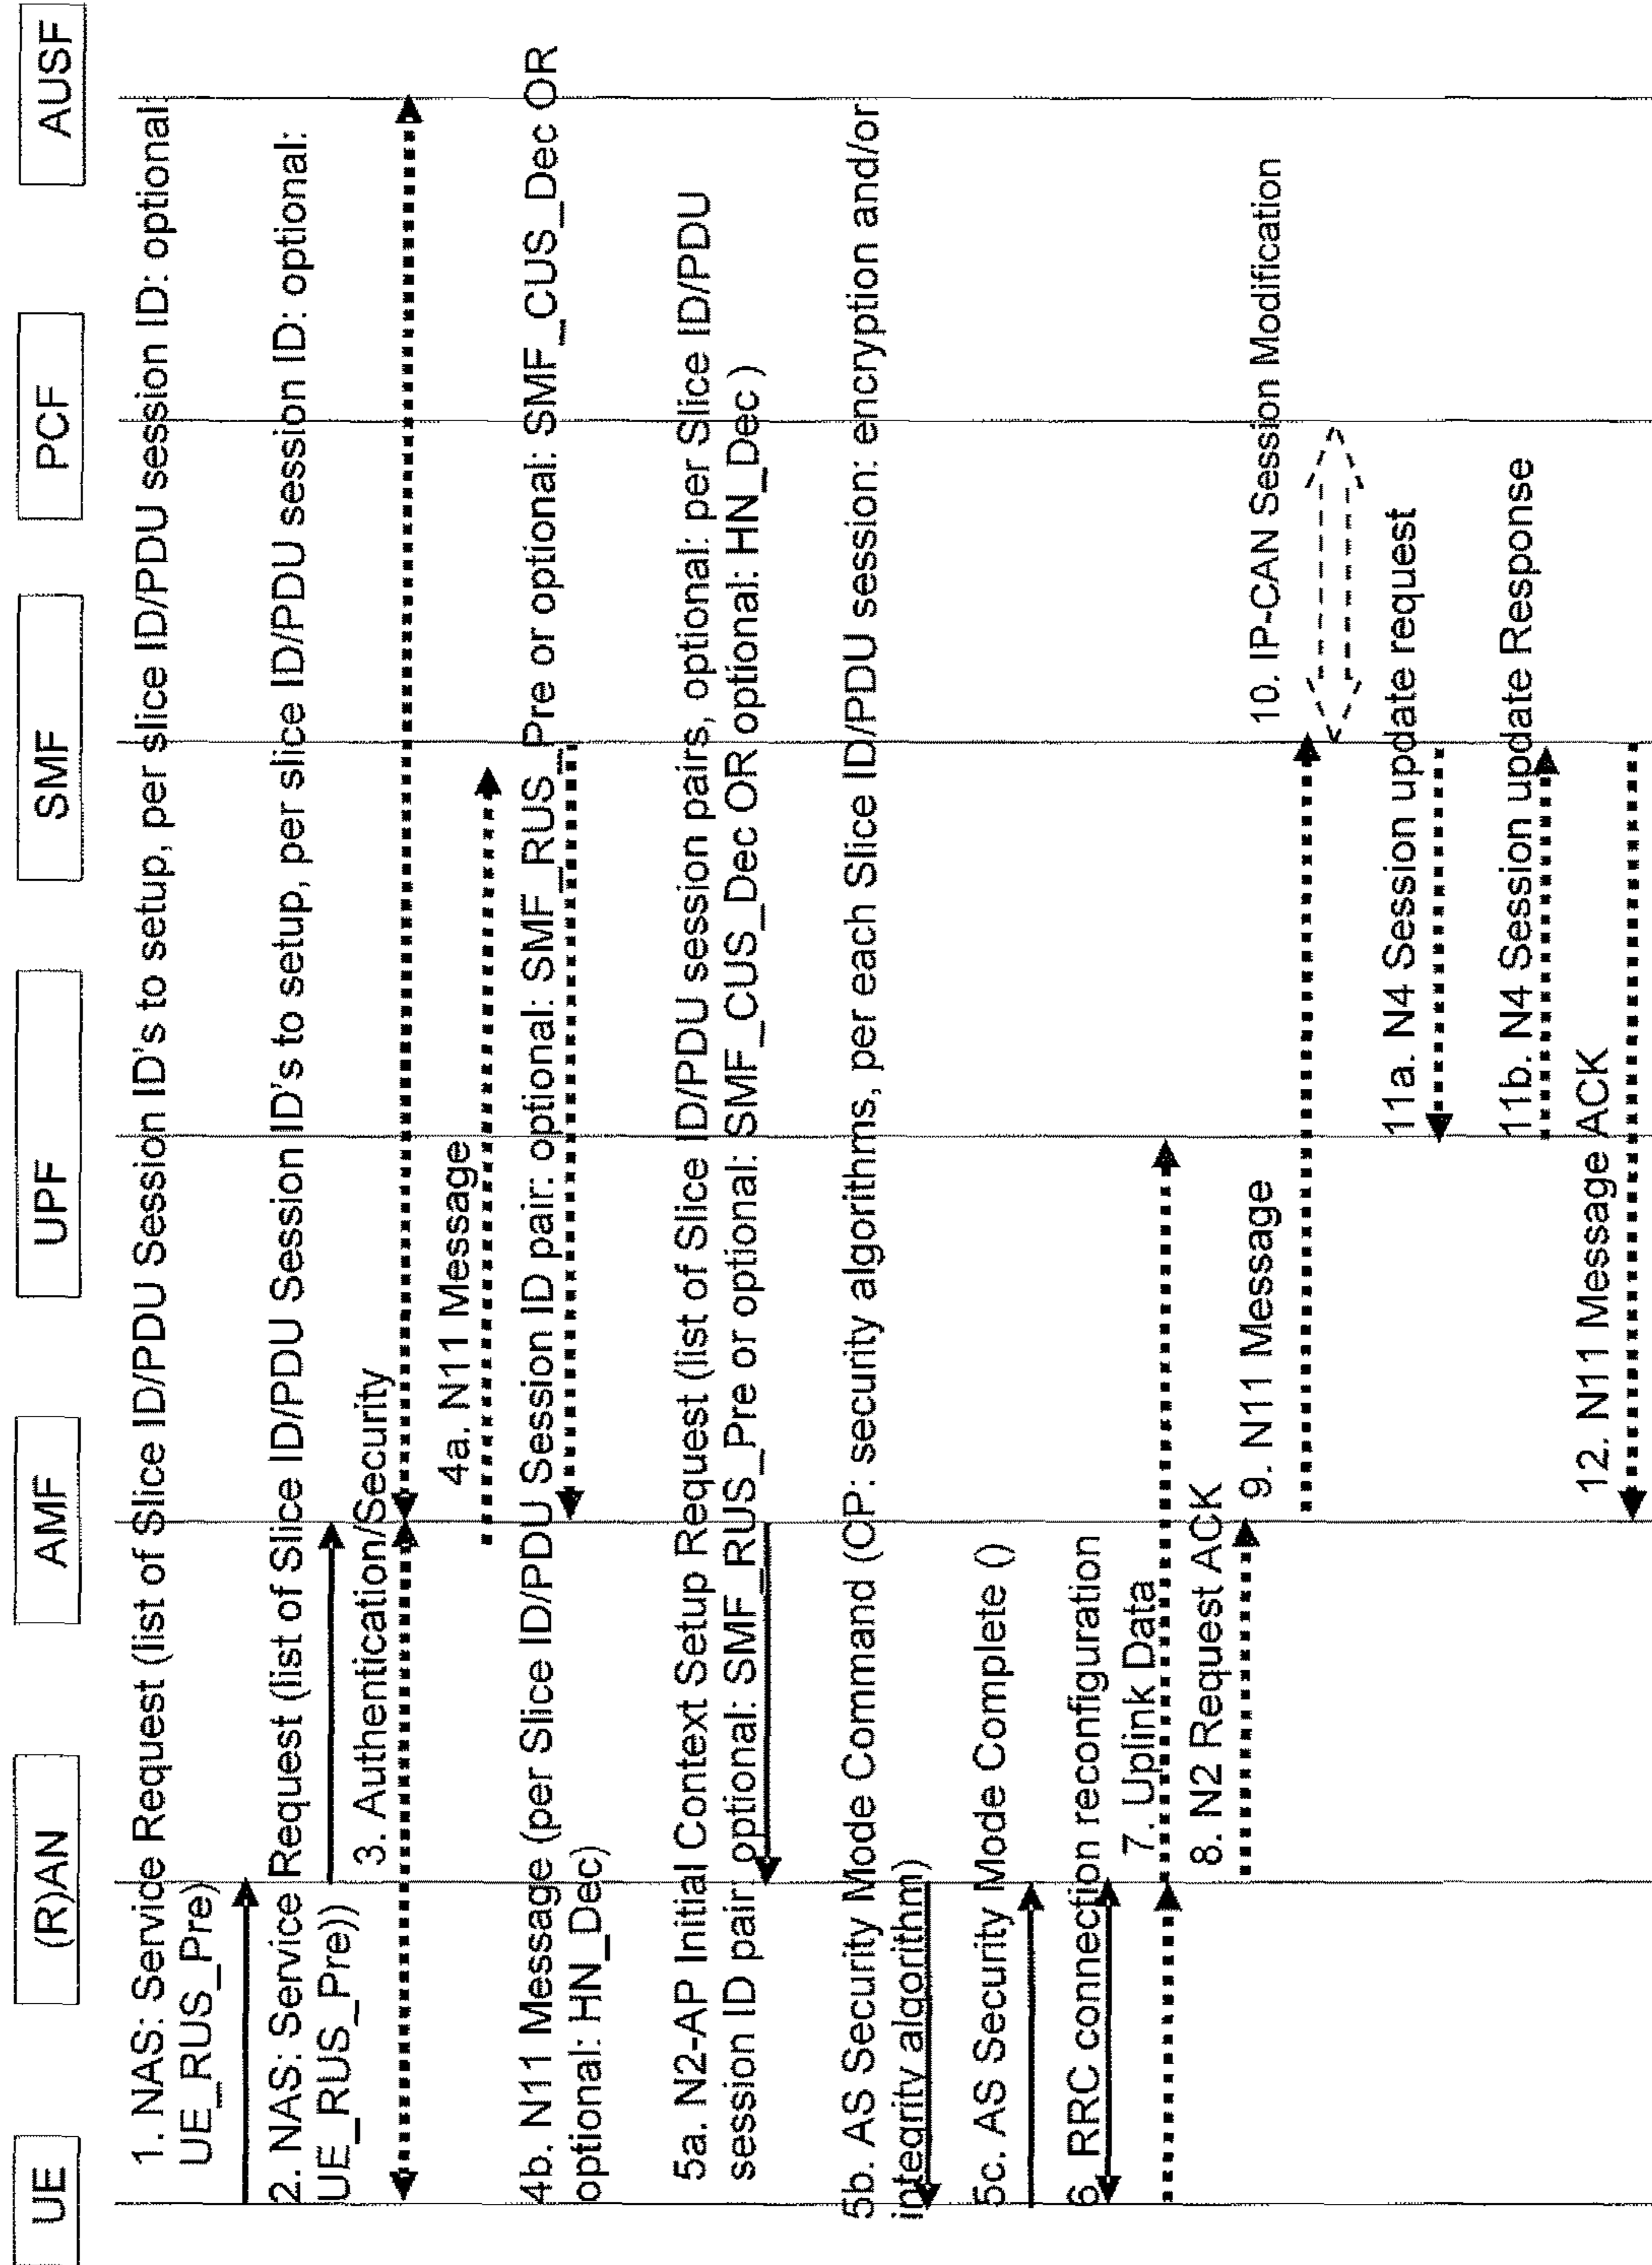 UE
(R)AN
AMF
UPF
SMF
PCF
AUSF
1. NAS: Service Request (list of Slice ID/PDU Session ID's to setup, per slice ID/PDU session ID: optional:
UE_RUS_Pre)
2. NAS: Service Request (list of Slice ID/PDU Session ID's to setup, per slice ID/PDU session ID: optional:
UE_RUS_Pre))
3. Authentication/Security
4a. N11 Message
4b. N11 Message (per Slice ID/PDU Session ID pair: optional: SMF_RUS_Pre or optional: SMF_CUS_Dec OR
optional: HN_Dec)
5a. N2-AP Initial Context Setup Request (list of Slice ID/PDU session pairs, optional: per Slice ID/PDU
session ID pair: optional: SMF_RUS_Pre or optional: SMF_CUS_Dec OR optional: HN_Dec )
5b. AS Security Mode Command (CP: security algorithms, per each Slice ID/PDU session: encryption and/or
integrity algorithm)
5c. AS Security Mode Complete ()
6. RRC connection reconfiguration
7. Uplink Data
8. N2 Request ACK
9. N11 Message
10. IP-CAN Session Modification
11a. N4 Session update request
11b. N4 Session update Response
12. N11 Message ACK